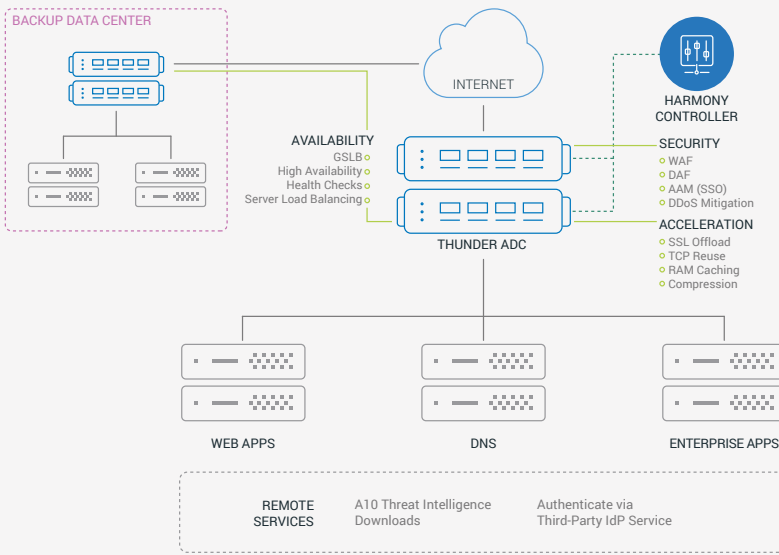 BACKUP DATA CENTER
INTERNET
HARMONY
CONTROLLER
AVAILABILITY
GSLB
High Availability
Health Checks
Server Load Balancing
SECURITY
WAF
DAF
AAM (SSO)
DDoS Mitigation
ACCELERATION
SSL Offload
TCP Reuse
RAM Caching
Compression
THUNDER ADC
WEB APPS
DNS
ENTERPRISE APPS
REMOTE
SERVICES
A10 Threat Intelligence
Downloads
Authenticate via
Third-Party IdP Service